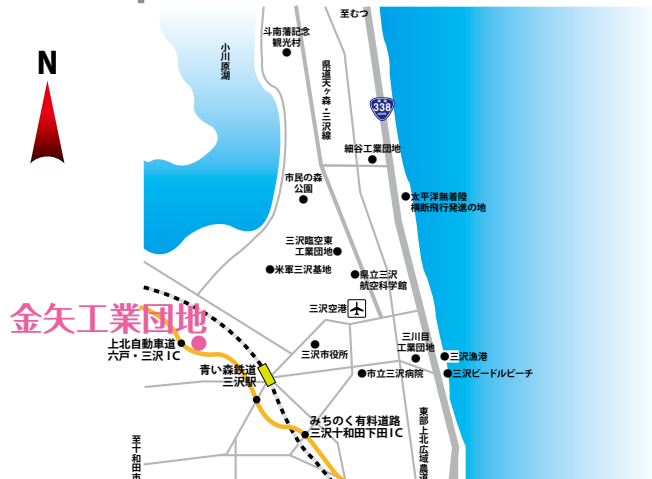 至むつ
斗南藩記念
観光村
小川原湖
N
県道天ヶ森・三沢線
338
細谷工業団地
市民の森
公園
太平洋無着陸
横断飛行発進の地
三沢臨空東
工業団地
米軍三沢基地
県立三沢
航空科学館
三沢空港
金矢工業団地
上北自動車道
六戸・三沢IC
三沢市役所
三川目
工業団地
三沢漁港
青い森鉄道
三沢駅
市立三沢病院
三沢ビードルビーチ
みちのく有料道路
三沢十和田下田IC
東部上北広域農道
至十和田市